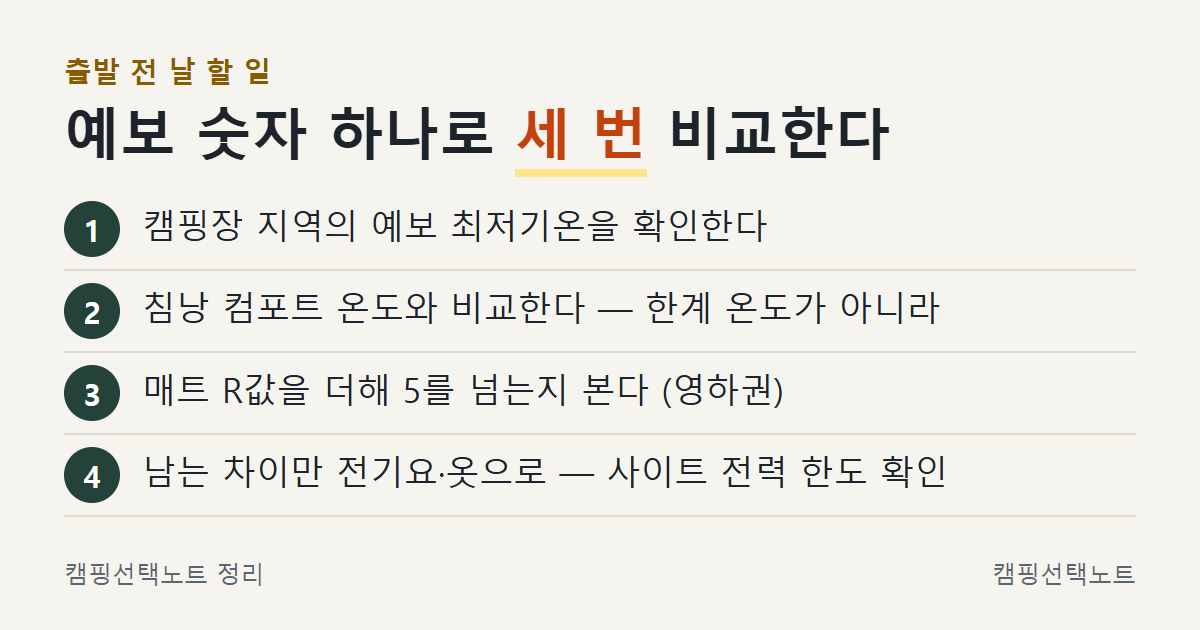 출발 전 날 할 일
예보 숫자 하나로 세 번 비교한다
1 캠핑장 지역의 예보 최저기온을 확인한다
2 침낭 컴포트 온도와 비교한다 — 한계 온도가 아니라
3 매트 R값을 더해 5를 넘는지 본다 (영하권)
4 남는 차이만 전기요·옷으로 — 사이트 전력 한도 확인
캠핑선택노트 정리
캠핑선택노트